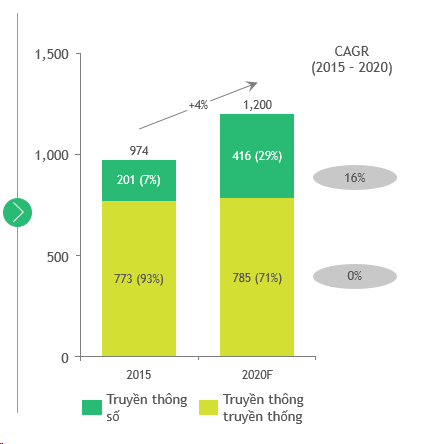 CAGR
(2015 – 2020)
1,500
+4%
1,200
974
1,000
416 (29%)
201 (7%)
16%
500
773 (93%)
785 (71%)
0%
0
2015
2020F
Truyền thông
số
Truyền thông
truyền thống